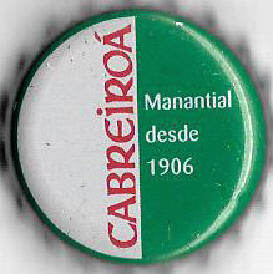 CABREIROÁ
Manantial
desde
1906